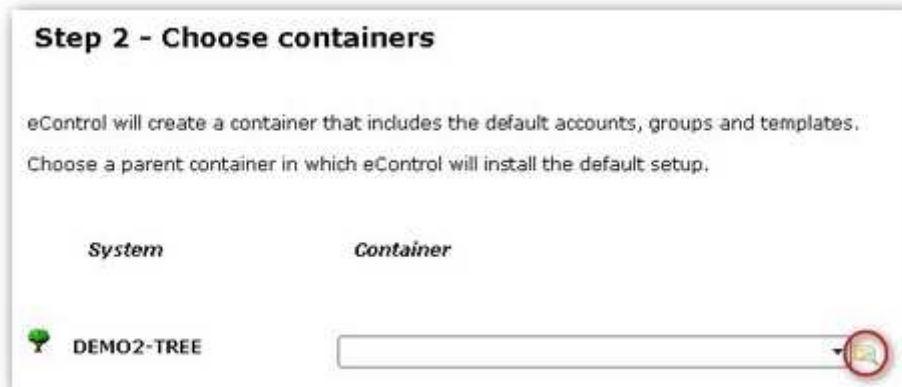 Step 2 - Choose containers
eControl will create a container that includes the default accounts, groups and templates.
Choose a parent container in which eControl will install the default setup.
System Container
DEMO2-TREE